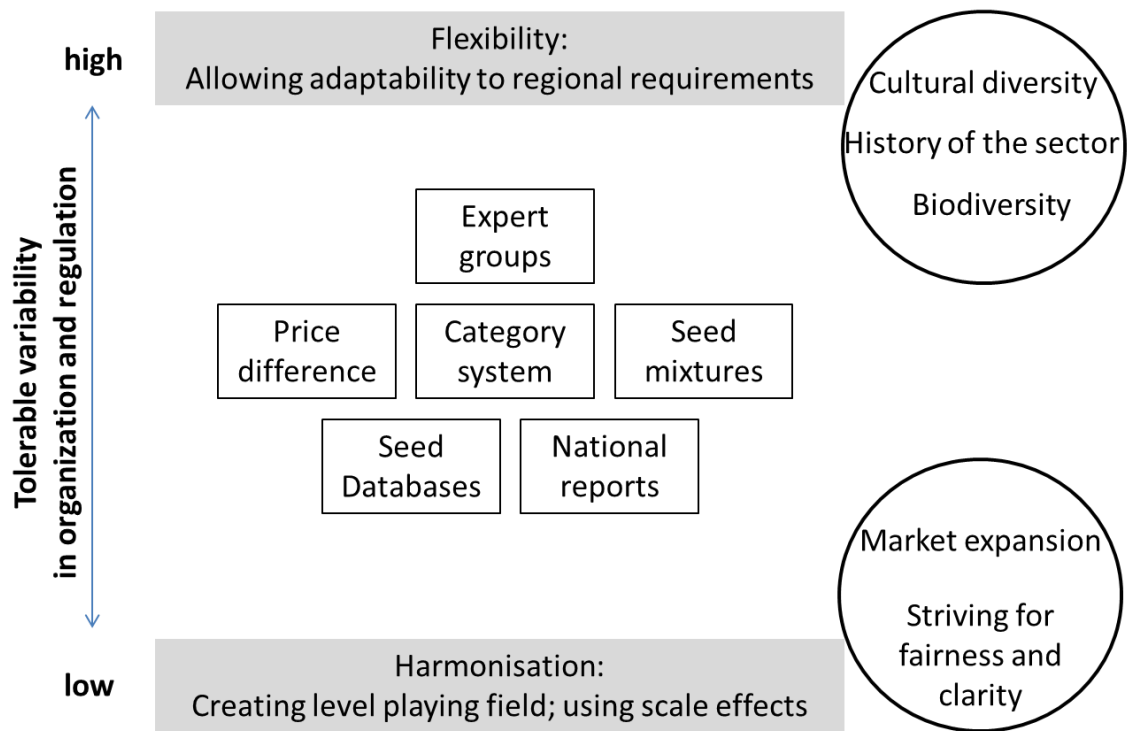 high
Flexibility:
Allowing adaptability to regional requirements
Cultural diversity
History of the sector
Biodiversity
Tolerable variability
in organization and regulation
Expert
groups
Price
difference
Category
system
Seed
mixtures
Seed
Databases
National
reports
Market expansion
Striving for
fairness and
clarity
low
Harmonisation:
Creating level playing field; using scale effects